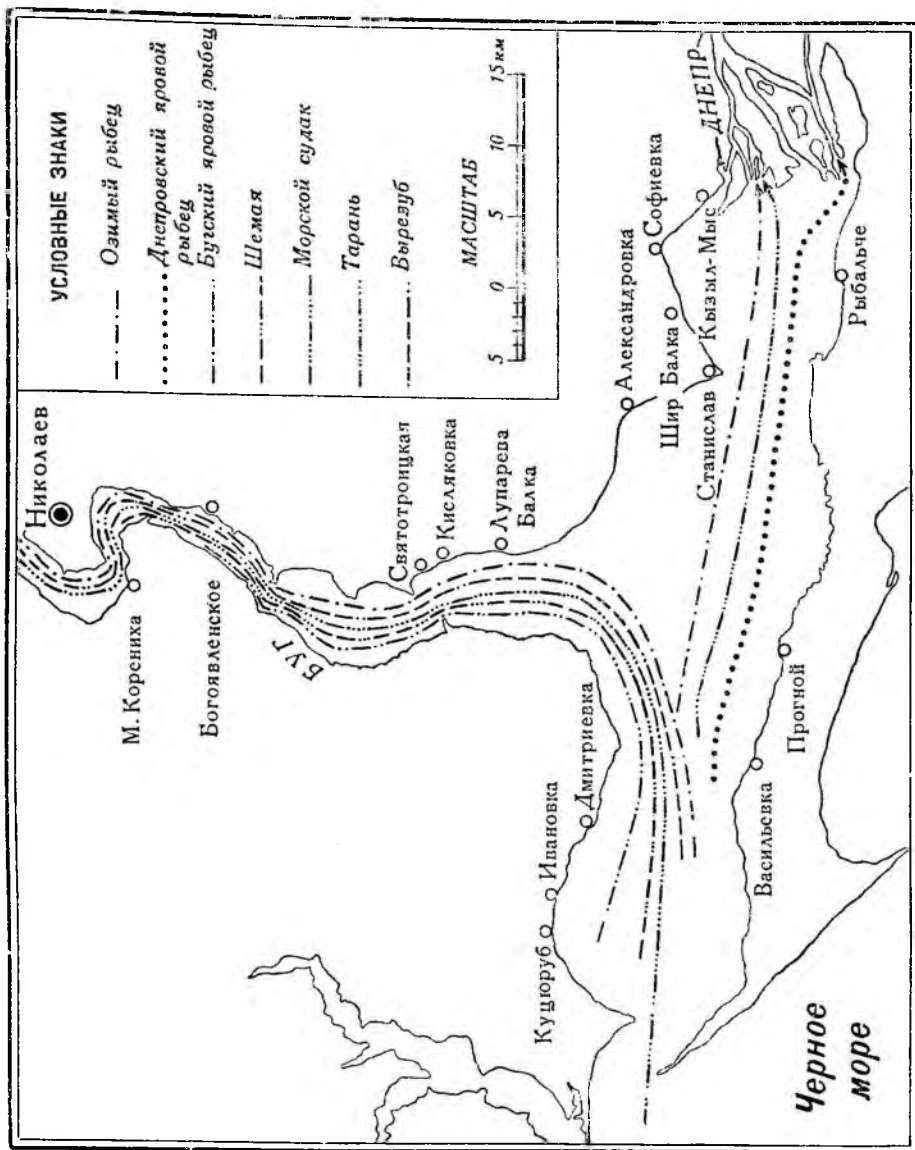 УСЛОВНЫЕ ЗНАКИ
Озимый рыбец
Днепровский яровой
рыбец
Бугский яровой рыбец
Шемая
Морской судак
Тарань
Вырезуб
МАСШТАБ
5 0 5 10 15 км
Николаев
М. Корениха
Богоявленское
БУГ
Святотроицкая
Кисляковка
Лупарева
Балка
Александровка
Софиевка
Шир Балка
Станислав
Кызыл-Мыс
ДНЕПР
Рыбальче
Прогной
Васильевка
Дмитриевка
Ивановка
Куцюруб
Черное
море